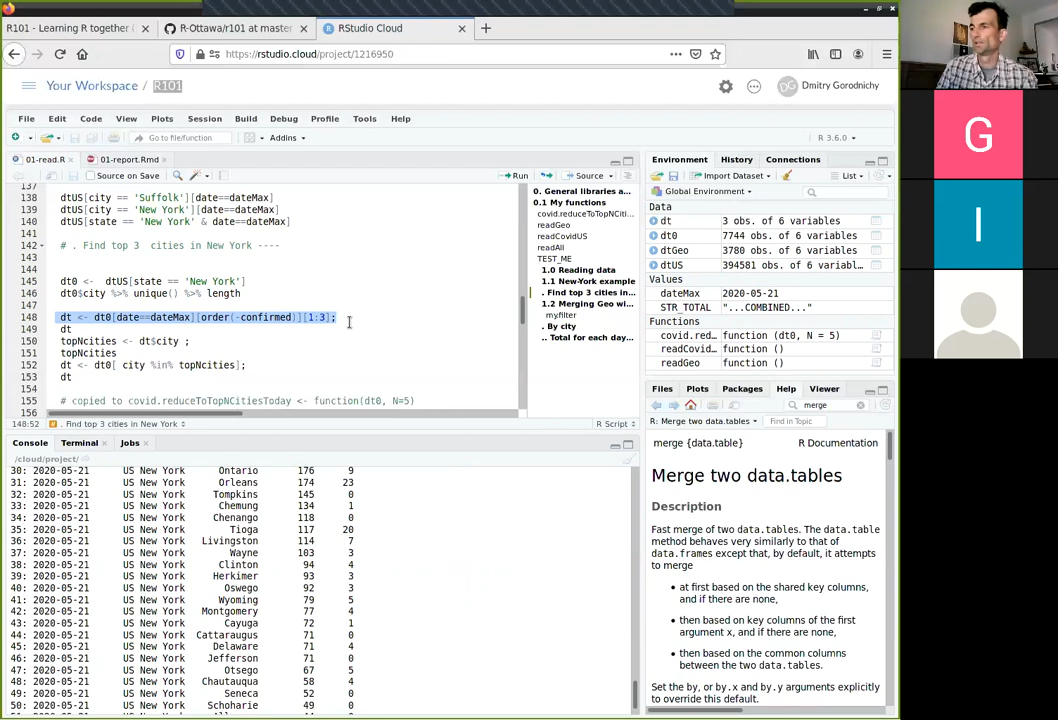 R101 - Learning R together (
R-Ottawa/r101 at master
RStudio Cloud
https://rstudio.cloud/project/1216950
Your Workspace / R101
DG Dmitry Gorodnichy
File Edit Code View Plots Session Build Debug Profile Tools Help
Go to file/function
Addins
R 3.6.0
01-read.R
01-report.Rmd
Source on Save
Run
Source
137
138 dtUS[city == 'Suffolk'][date==dateMax]
139 dtUS[city == 'New York'][date==dateMax]
140 dtUS[state == 'New York' & date==dateMax]
141
142 # . Find top 3  cities in New York ----
143
144
145 dt0 <-  dtUS[state == 'New York']
146 dt0$city %>% unique() %>% length
147
148 dt <- dt0[date==dateMax][order(-confirmed)][1:3];
149 dt
150 topNcities <- dt$city ;
151 topNcities
152 dt <- dt0[ city %in% topNcities];
153 dt
154
155 # copied to covid.reduceToTopNCitiesToday <- function(dt0, N=5)
156
148:52 . Find top 3 cities in New York
R Script
0. General libraries a...
0.1 My functions
covid.reduceToTopNCiti...
readGeo
readCovidUS
readAll
TEST_ME
1.0 Reading data
1.1 New-York example
. Find top 3 cities in...
1.2 Merging Geo wi...
my.filter
. By city
.. Total for each day...
Console Terminal Jobs
/cloud/project/
30: 2020-05-21 US New York Ontario 176 9
31: 2020-05-21 US New York Orleans 174 23
32: 2020-05-21 US New York Tompkins 145 0
33: 2020-05-21 US New York Chemung 134 1
34: 2020-05-21 US New York Chenango 118 0
35: 2020-05-21 US New York Tioga 117 20
36: 2020-05-21 US New York Livingston 114 7
37: 2020-05-21 US New York Wayne 103 3
38: 2020-05-21 US New York Clinton 94 4
39: 2020-05-21 US New York Herkimer 93 3
40: 2020-05-21 US New York Oswego 92 3
41: 2020-05-21 US New York Wyoming 79 5
42: 2020-05-21 US New York Montgomery 77 4
43: 2020-05-21 US New York Cayuga 72 1
44: 2020-05-21 US New York Cattaraugus 71 0
45: 2020-05-21 US New York Delaware 71 4
46: 2020-05-21 US New York Jefferson 71 0
47: 2020-05-21 US New York Otsego 67 5
48: 2020-05-21 US New York Chautauqua 58 4
49: 2020-05-21 US New York Seneca 52 0
50: 2020-05-21 US New York Schoharie 49 0
Environment History Connections
Import Dataset
List
Global Environment
Data
dt 3 obs. of 6 variables
dt0 7744 obs. of 6 variables
dtGeo 3780 obs. of 6 variables
dtUS 394581 obs. of 6 variabl...
Values
dateMax 2020-05-21
STR_TOTAL "...COMBINED..."
Functions
covid.red... function (dt0, N = 5)
readCovid... function ()
readGeo function ()
Files Plots Packages Help Viewer
merge
R: Merge two data.tables
Find in Topic
merge {data.table} R Documentation
Merge two data.tables
Description
Fast merge of two data.tables. The data.table
method behaves very similarly to that of
data.frames except that, by default, it attempts
to merge
• at first based on the shared key columns,
and if there are none,
• then based on key columns of the first
argument x, and if there are none,
• then based on the common columns
between the two data.tables.
Set the by, or by.x and by.y arguments explicitly
to override this default.
G
I